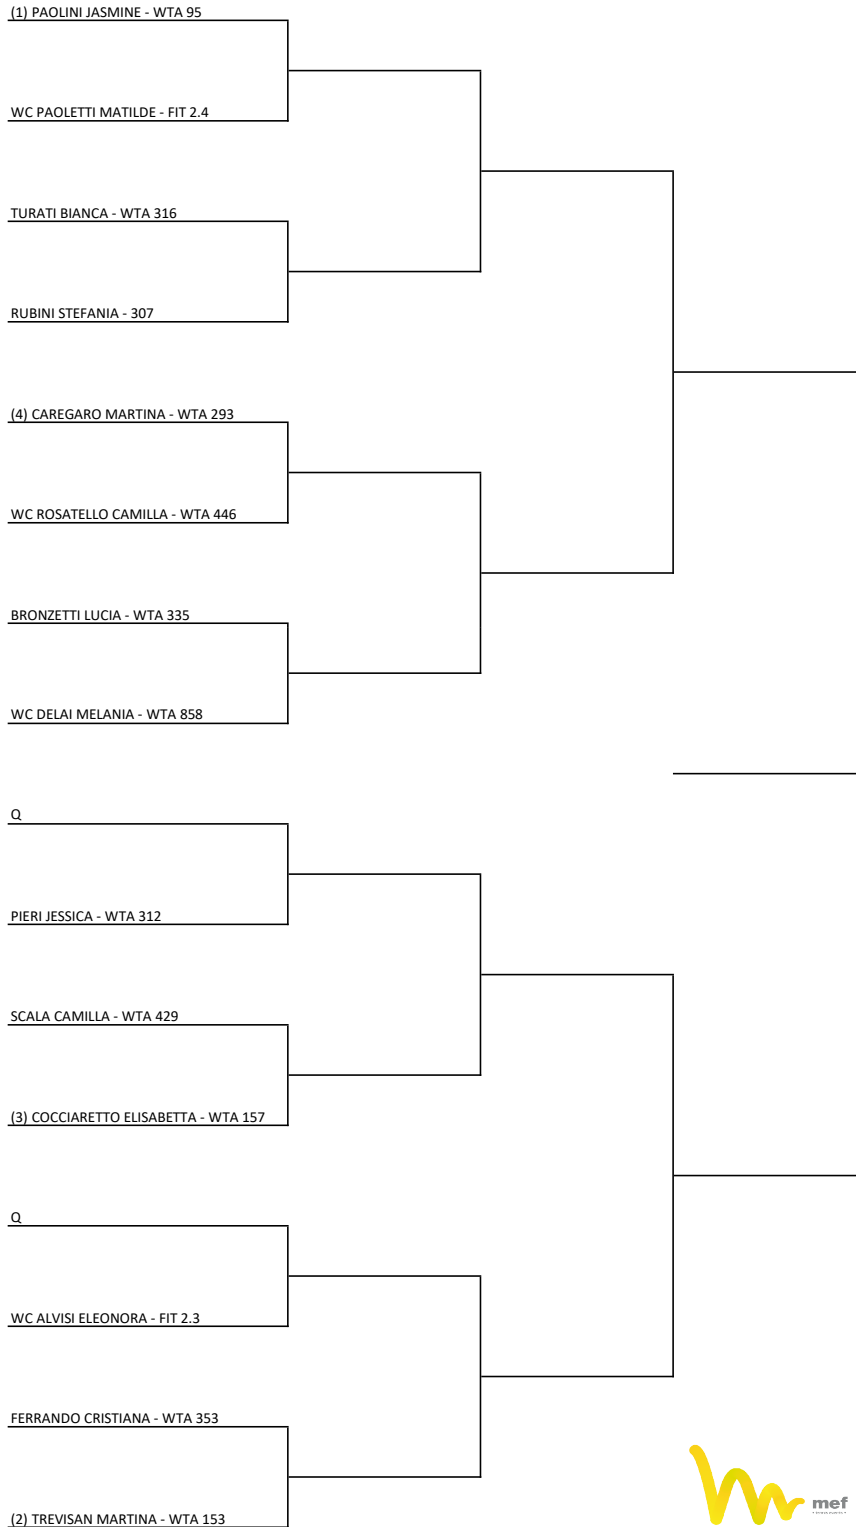 (1) PAOLINI JASMINE - WTA 95
WC PAOLETTI MATILDE - FIT 2.4
TURATI BIANCA - WTA 316
RUBINI STEFANIA - 307
(4) CAREGARO MARTINA - WTA 293
WC ROSATELLO CAMILLA - WTA 446
BRONZETTI LUCIA - WTA 335
WC DELAI MELANIA - WTA 858
Q
PIERI JESSICA - WTA 312
SCALA CAMILLA - WTA 429
(3) COCCIARETTO ELISABETTA - WTA 157
Q
WC ALVISI ELEONORA - FIT 2.3
FERRANDO CRISTIANA - WTA 353
(2) TREVISAN MARTINA - WTA 153
mef